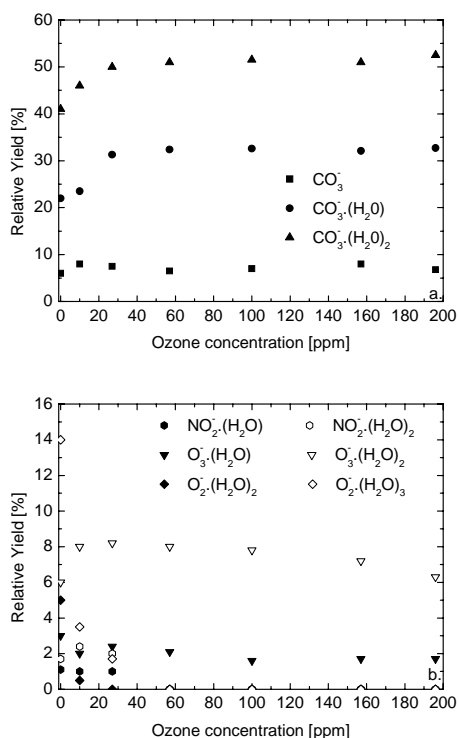 60
50
40
30
20
10
0
Relative Yield [%]
CO₃⁻
CO₃⁻.(H₂0)
CO₃⁻.(H₂0)₂
a.
0 20 40 60 80 100 120 140 160 180 200
Ozone concentration [ppm]
16
14
12
10
8
6
4
2
0
Relative Yield [%]
NO₂⁻.(H₂O) NO₂⁻.(H₂O)₂
O₃⁻.(H₂O) O₃⁻.(H₂O)₂
O₂⁻.(H₂O)₂ O₂⁻.(H₂O)₃
b.
0 20 40 60 80 100 120 140 160 180 200
Ozone concentration [ppm]